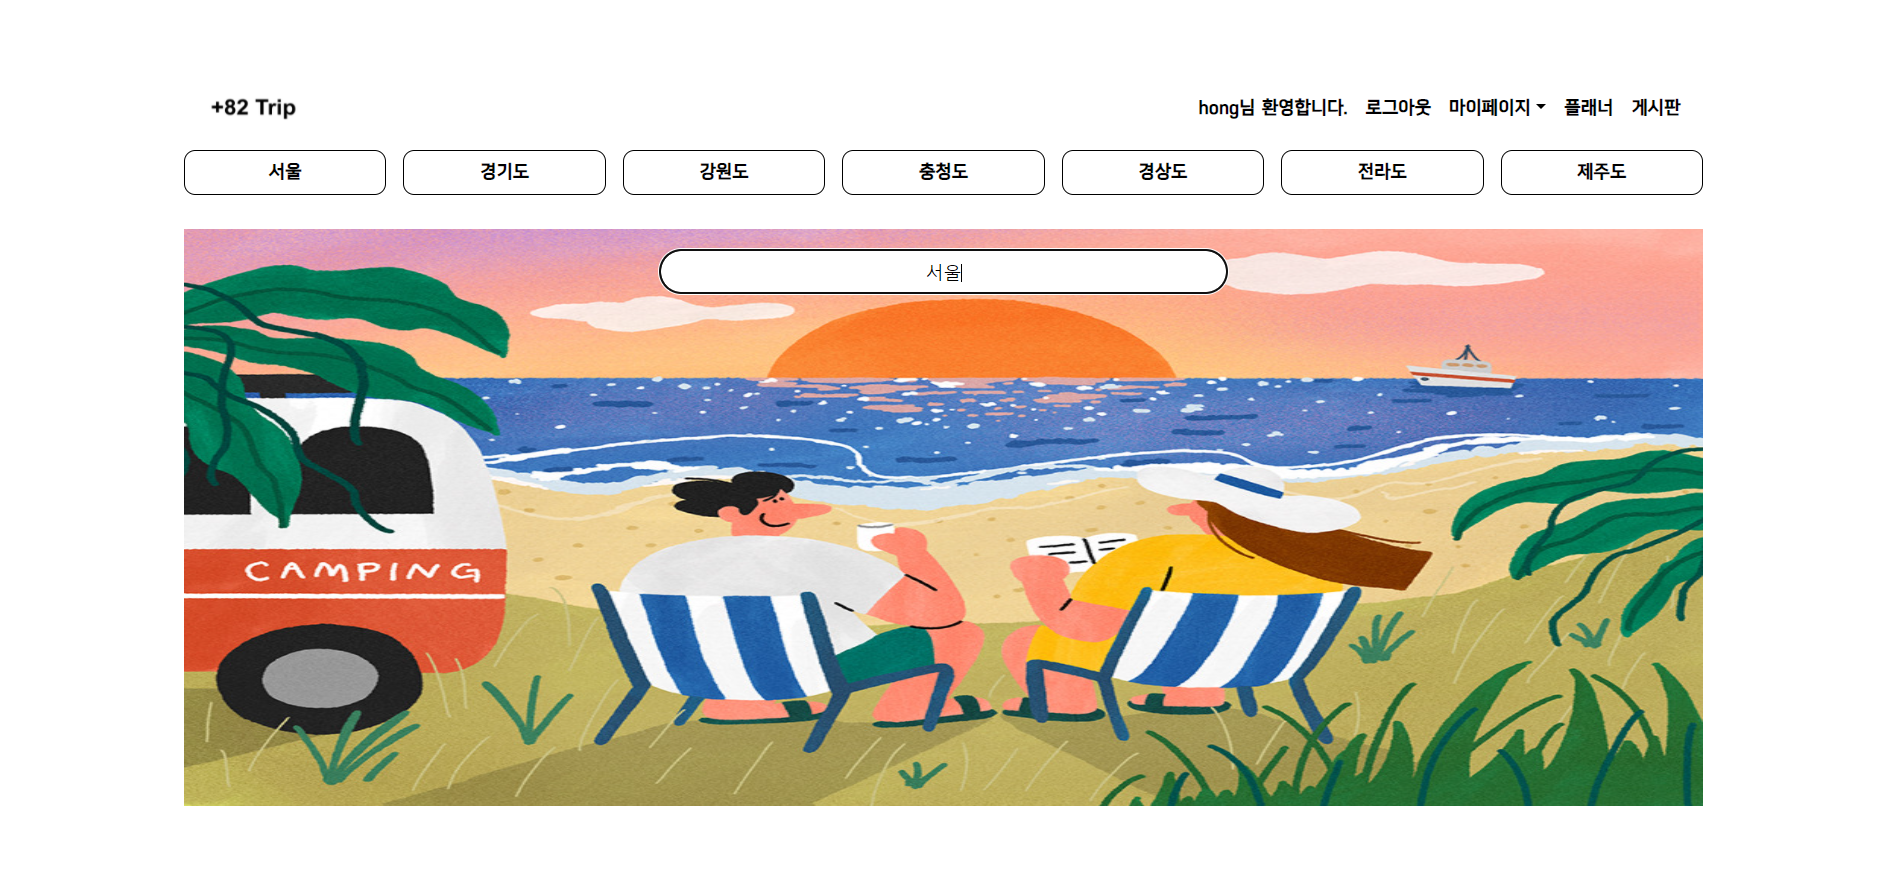 +82 Trip
hong님 환영합니다. 로그아웃 마이페이지 플래너 게시판
서울 경기도 강원도 충청도 경상도 전라도 제주도
서울
CAMPING